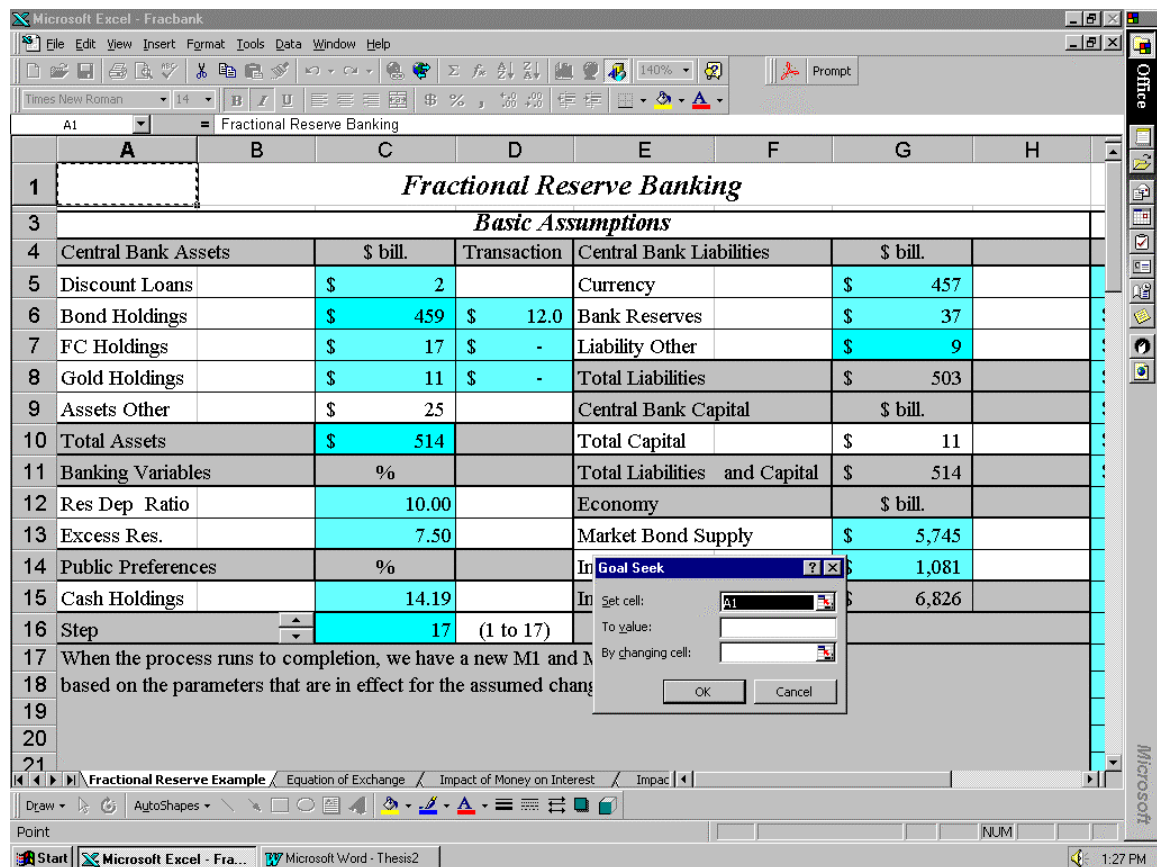 Microsoft Excel - Fracbank
File Edit View Insert Format Tools Data Window Help
140% Prompt
Times New Roman 14 B I U $ % ,
A1 = Fractional Reserve Banking
A B C D E F G H
1 Fractional Reserve Banking
3 Basic Assumptions
4 Central Bank Assets $ bill. Transaction Central Bank Liabilities $ bill.
5 Discount Loans $ 2 Currency $ 457
6 Bond Holdings $ 459 $ 12.0 Bank Reserves $ 37
7 FC Holdings $ 17 $ - Liability Other $ 9
8 Gold Holdings $ 11 $ - Total Liabilities $ 503
9 Assets Other $ 25 Central Bank Capital $ bill.
10 Total Assets $ 514 Total Capital $ 11
11 Banking Variables % Total Liabilities and Capital $ 514
12 Res Dep Ratio 10.00 Economy $ bill.
13 Excess Res. 7.50 Market Bond Supply $ 5,745
14 Public Preferences % In 1,081
15 Cash Holdings 14.19 In 6,826
16 Step 17 (1 to 17)
17 When the process runs to completion, we have a new M1 and
18 based on the parameters that are in effect for the assumed chang
19
20
21
Goal Seek
Set cell: A1
To value:
By changing cell:
OK Cancel
Fractional Reserve Example Equation of Exchange Impact of Money on Interest Impac
Draw AutoShapes
Point NUM
Start Microsoft Excel - Fra... Microsoft Word - Thesis2 1:27 PM
Office
Microsoft